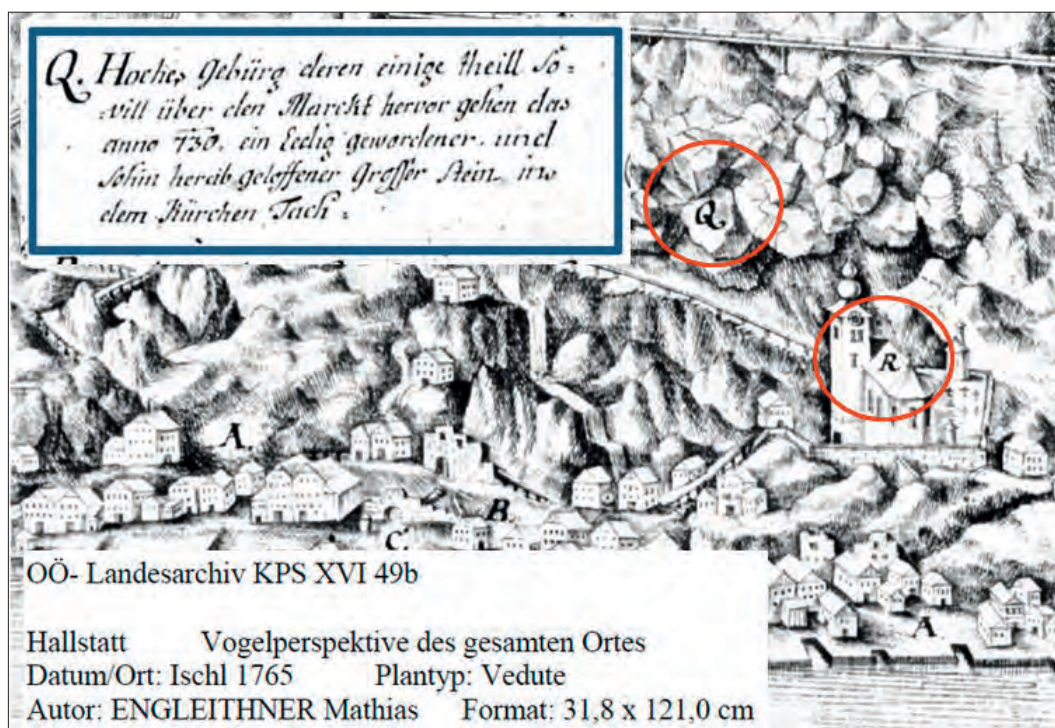 Q. Hoches Gebürg deren einige theill so=
=vill über den Marckt hervor gehen das
anno 1730. ein Ledig gewordener, und
sohin herab geloffener Grosser stein in
dem Kürchen Tach:
Q.
R
A.
B.
C.
A
OÖ- Landesarchiv KPS XVI 49b
Hallstatt Vogelperspektive des gesamten Ortes
Datum/Ort: Ischl 1765 Plantyp: Vedute
Autor: ENGLEITHNER Mathias Format: 31,8 x 121,0 cm